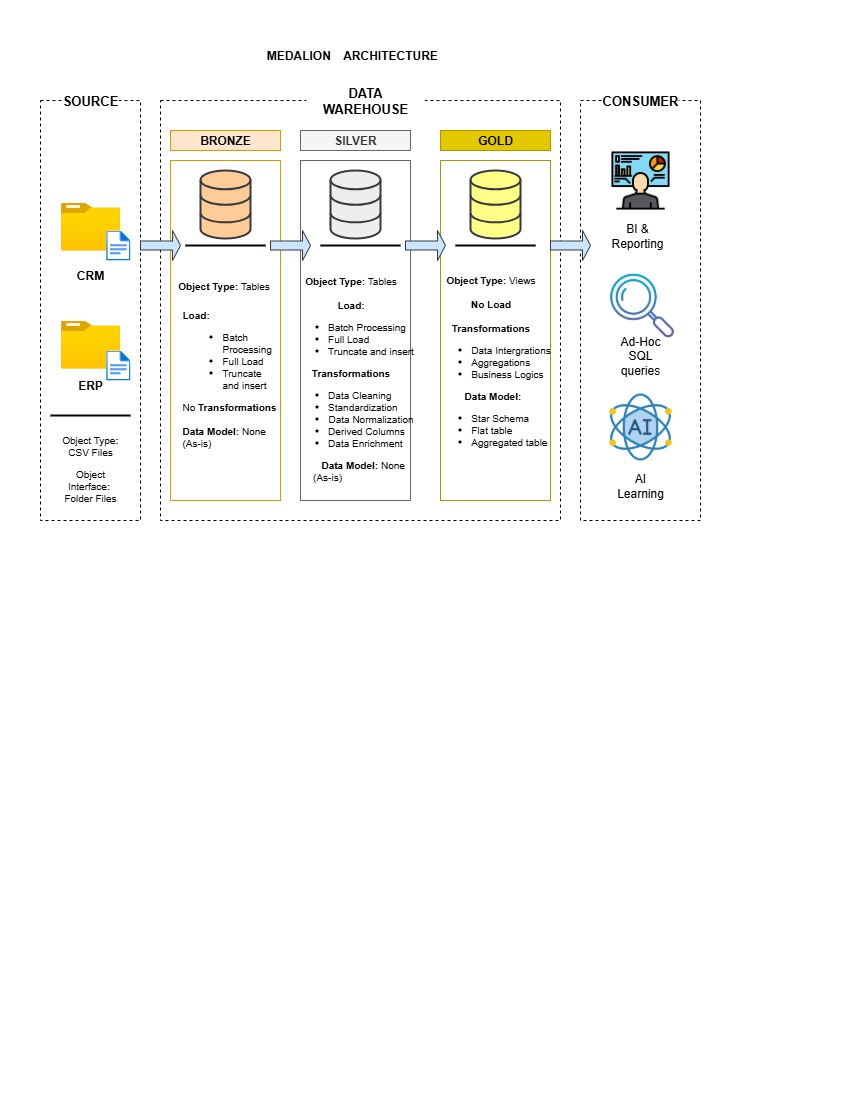 MEDALION ARCHITECTURE
SOURCE
CRM
ERP
Object Type:
CSV Files
Object
Interface:
Folder Files
DATA
WAREHOUSE
BRONZE
Object Type: Tables
Load:
Batch
Processing
Full Load
Truncate
and insert
No Transformations
Data Model: None
(As-is)
SILVER
Object Type: Tables
Load:
Batch Processing
Full Load
Truncate and insert
Transformations
Data Cleaning
Standardization
Data Normalization
Derived Columns
Data Enrichment
Data Model: None
(As-is)
GOLD
Object Type: Views
No Load
Transformations
Data Intergrations
Aggregations
Business Logics
Data Model:
Star Schema
Flat table
Aggregated table
CONSUMER
BI &
Reporting
Ad-Hoc
SQL
queries
AI
AI
Learning